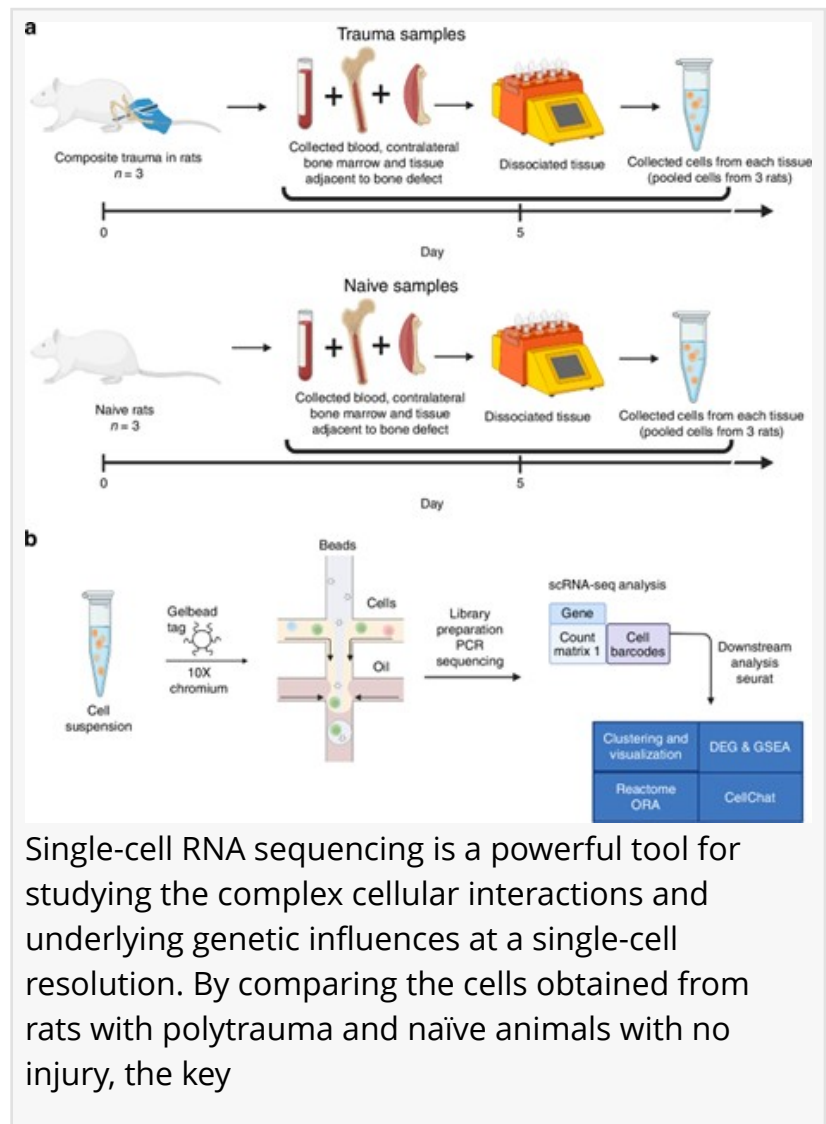 a
Trauma samples
Composite trauma in rats
n = 3
Collected blood, contralateral
bone marrow and tissue
adjacent to bone defect
Dissociated tissue
Collected cells from each tissue
(pooled cells from 3 rats)
0
5
Day
Naive samples
Naive rats
n = 3
Collected blood, contralateral
bone marrow and tissue
adjacent to bone defect
Dissociated tissue
Collected cells from each tissue
(pooled cells from 3 rats)
0
5
Day
b
Cell
suspension
Gelbead
tag
10X
chromium
Beads
Cells
Oil
Library
preparation
PCR
sequencing
scRNA-seq analysis
Gene
Count
matrix 1
Cell
barcodes
Downstream
analysis
seurat
Clustering and
visualization
DEG & GSEA
Reactome
ORA
CellChat
Single-cell RNA sequencing is a powerful tool for
studying the complex cellular interactions and
underlying genetic influences at a single-cell
resolution. By comparing the cells obtained from
rats with polytrauma and naïve animals with no
injury, the key